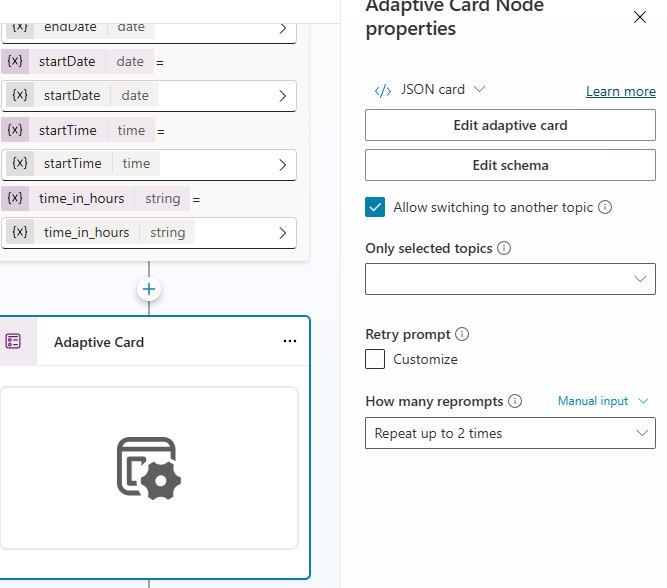 {x} endDate date
{x} startDate date =
{x} startDate date
{x} startTime time =
{x} startTime time
{x} time_in_hours string =
{x} time_in_hours string
Adaptive Card
Adaptive Card Node
properties
JSON card
Learn more
Edit adaptive card
Edit schema
Allow switching to another topic
Only selected topics
Retry prompt
Customize
How many reprompts
Manual input
Repeat up to 2 times